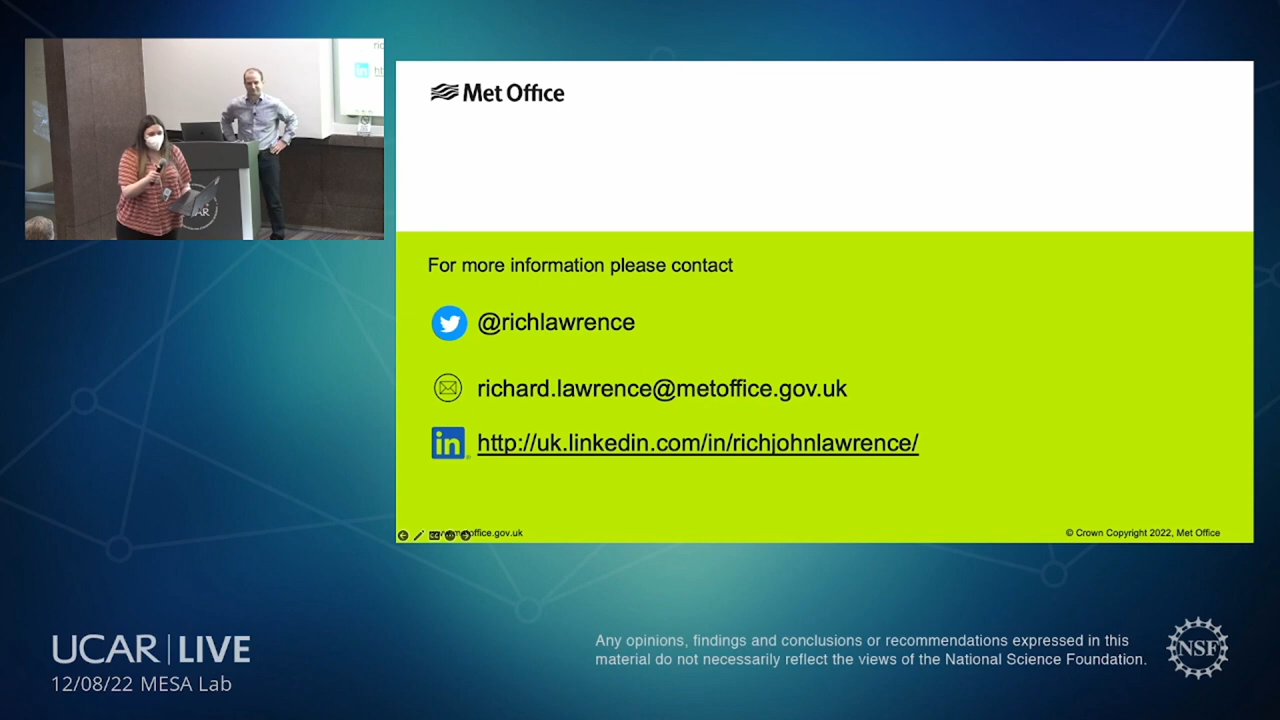 Met Office
For more information please contact
@richlawrence
richard.lawrence@metoffice.gov.uk
in http://uk.linkedin.com/in/richjohnlawrence/
© Crown Copyright 2022, Met Office
UCAR | LIVE
12/08/22 MESA Lab
Any opinions, findings and conclusions or recommendations expressed in this
material do not necessarily reflect the views of the National Science Foundation.
NSF